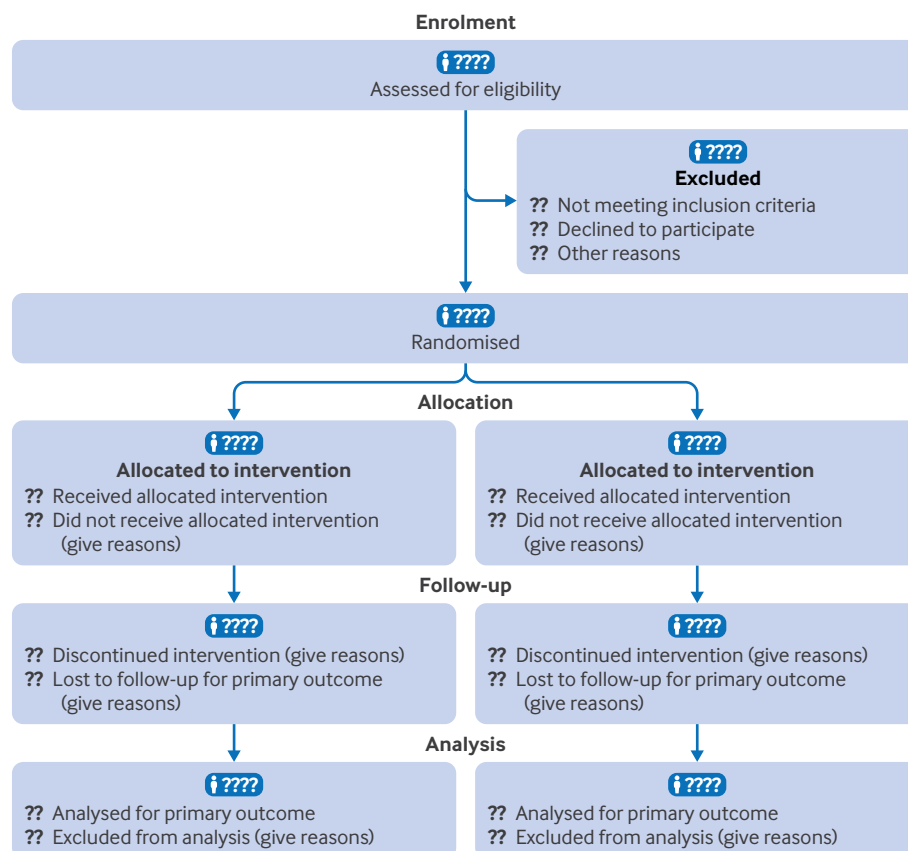 Enrolment
????
Assessed for eligibility
????
Excluded
?? Not meeting inclusion criteria
?? Declined to participate
?? Other reasons
????
Randomised
Allocation
????
Allocated to intervention
?? Received allocated intervention
?? Did not receive allocated intervention
(give reasons)
????
Allocated to intervention
?? Received allocated intervention
?? Did not receive allocated intervention
(give reasons)
Follow-up
????
?? Discontinued intervention (give reasons)
?? Lost to follow-up for primary outcome
(give reasons)
????
?? Discontinued intervention (give reasons)
?? Lost to follow-up for primary outcome
(give reasons)
Analysis
????
?? Analysed for primary outcome
?? Excluded from analysis (give reasons)
????
?? Analysed for primary outcome
?? Excluded from analysis (give reasons)